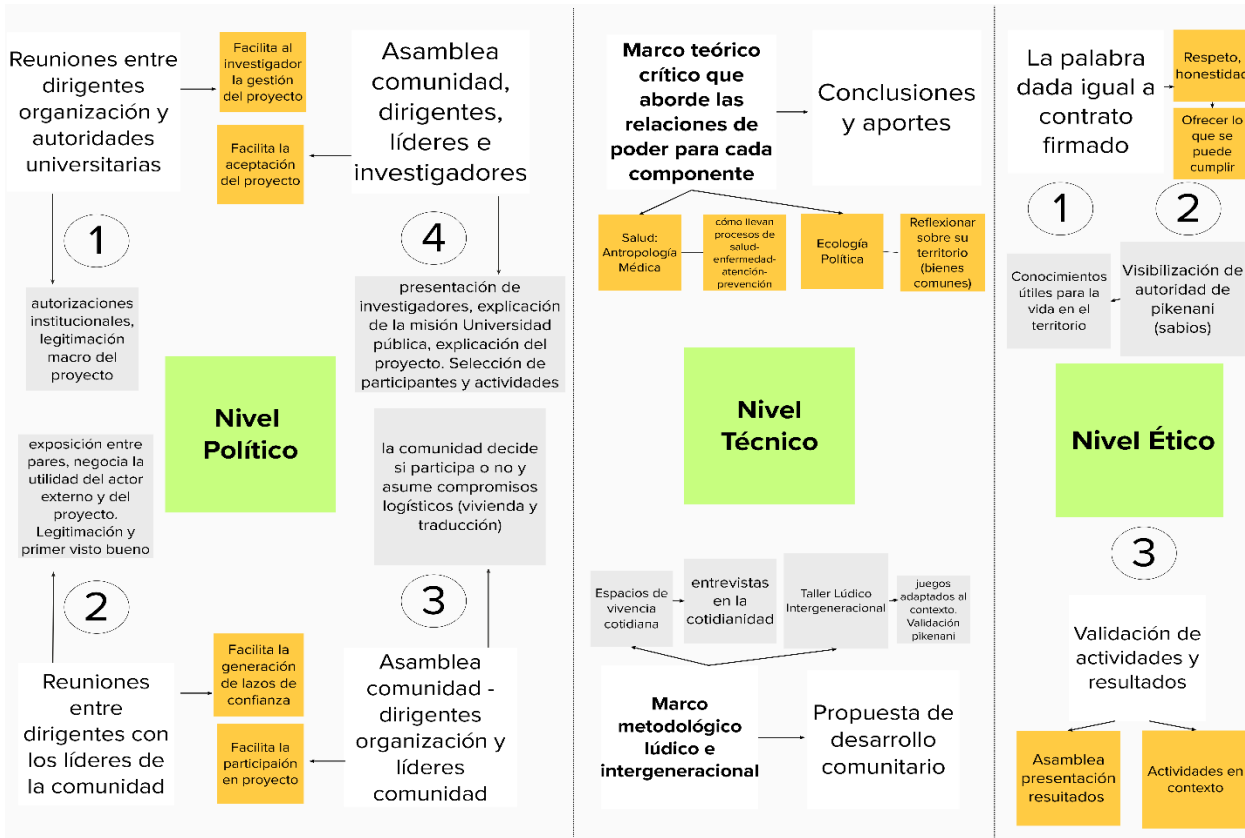 Reuniones entre
dirigentes
organización y
autoridades
universitarias
Facilita al
investigador
la gestión
del proyecto
Facilita la
aceptación
del proyecto
Asamblea
comunidad,
dirigentes,
líderes e
investigadores
1
4
autorizaciones
institucionales,
legitimación
macro del
proyecto
presentación de
investigadores, explicación
de la misión Universidad
pública, explicación del
proyecto. Selección de
participantes y actividades
Nivel
Político
exposición entre
pares, negocia la
utilidad del actor
externo y del
proyecto.
Legitimación y
primer visto bueno
la comunidad decide
si participa o no y
asume compromisos
logísticos (vivienda y
traducción)
2
3
Reuniones
entre
dirigentes con
los líderes de
la comunidad
Facilita la
generación
de lazos de
confianza
Facilita la
participaión
en proyecto
Asamblea
comunidad -
dirigentes
organización y
líderes
comunidad
Marco teórico
crítico que
aborde las
relaciones de
poder para cada
componente
Conclusiones
y aportes
Salud:
Antropología
Médica
cómo llevan
procesos de
salud-
enfermedad-
atención-
prevención
Ecología
Política
Reflexionar
sobre su
territorio
(bienes
comunes)
Nivel
Técnico
Espacios de
vivencia
cotidiana
entrevistas
en la
cotidianidad
Taller Lúdico
Intergeneracional
juegos
adaptados al
contexto.
Validación
pikenani
Marco
metodológico
lúdico e
intergeneracional
Propuesta de
desarrollo
comunitario
La palabra
dada igual a
contrato
firmado
Respeto,
honestidad
Ofrecer lo
que se
puede
cumplir
1
2
Conocimientos
útiles para la
vida en el
territorio
Visibilización de
autoridad de
pikenani
(sabios)
Nivel Ético
3
Validación de
actividades y
resultados
Asamblea
presentación
resuitados
Actividades en
contexto